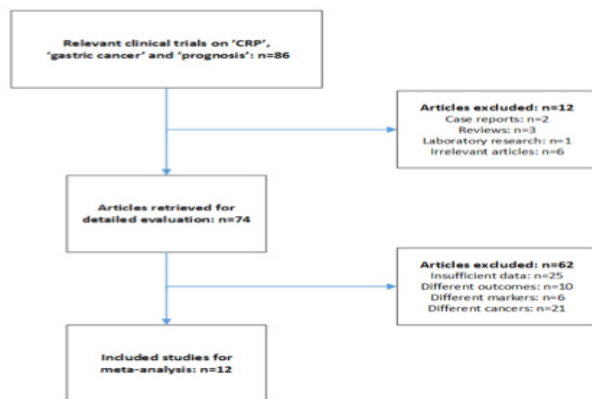 Relevant clinical trials on ‘CRP’,
‘gastric cancer’ and ‘prognosis’: n=86
Articles excluded: n=12
Case reports: n=2
Reviews: n=3
Laboratory research: n=1
Irrelevant articles: n=6
Articles retrieved for
detailed evaluation: n=74
Articles excluded: n=62
Insufficient data: n=25
Different outcomes: n=10
Different markers: n=6
Different cancers: n=21
Included studies for
meta-analysis: n=12